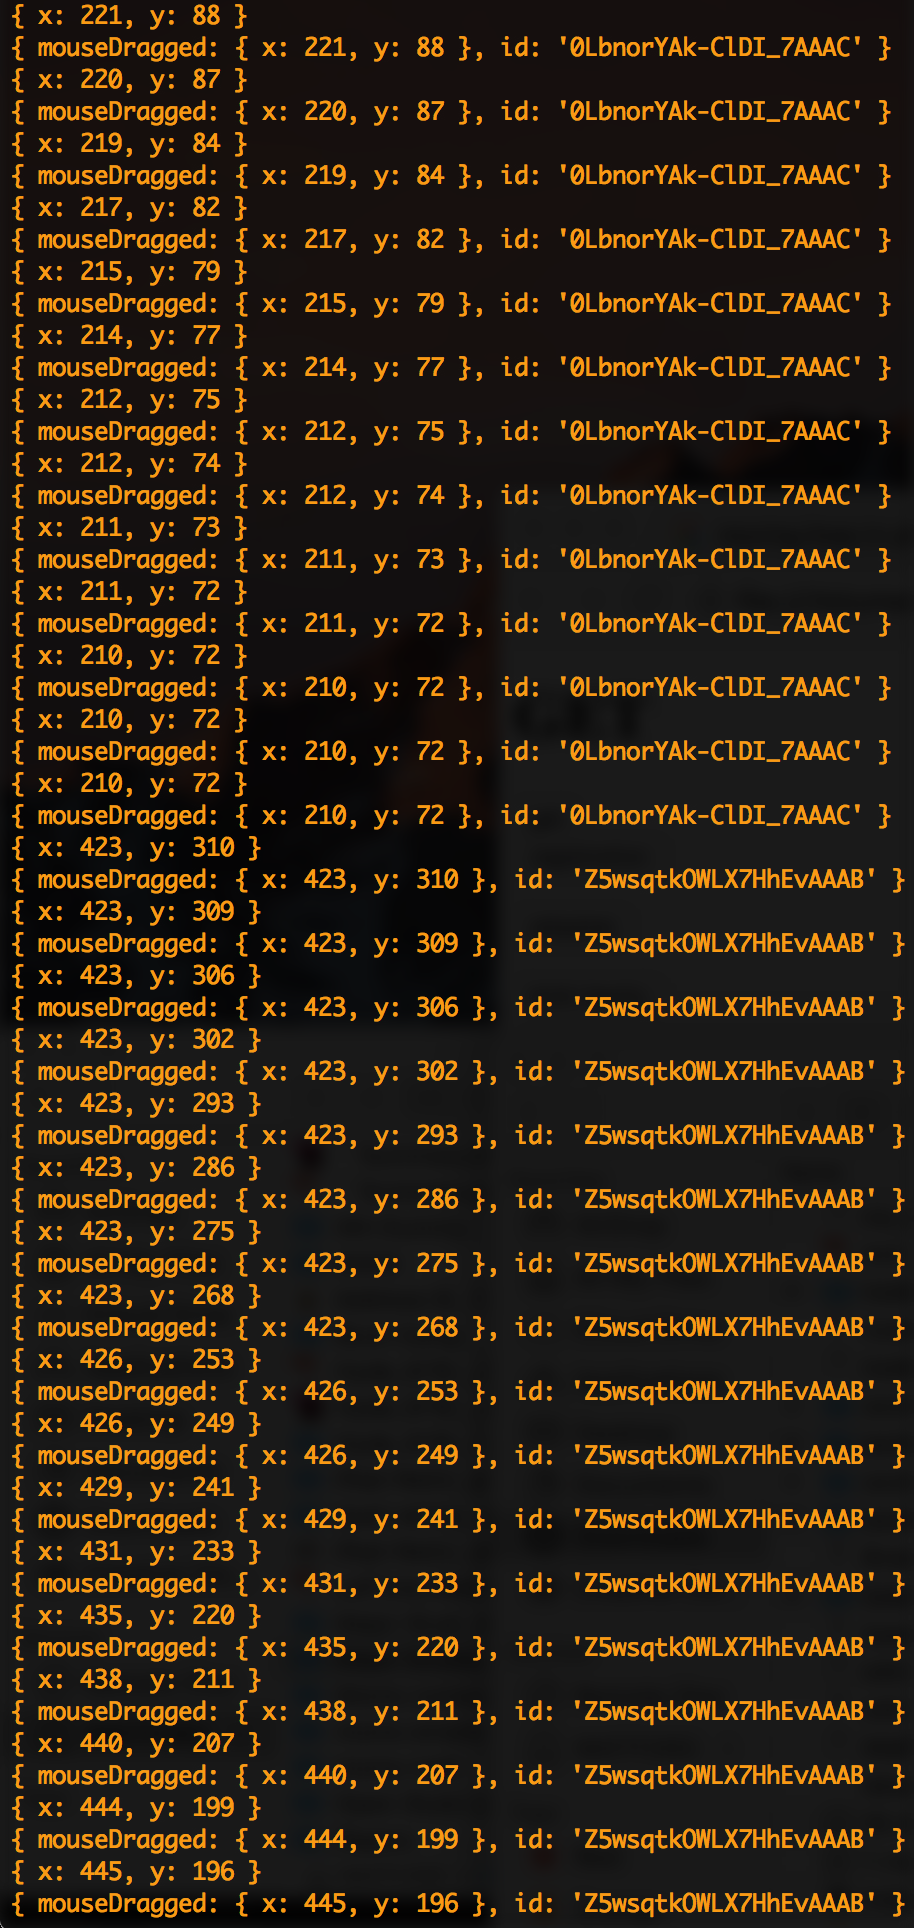 { x: 221, y: 88 }
{ mouseDragged: { x: 221, y: 88 }, id: '0LbnorYAk-ClDI_7AAAC' }
{ x: 220, y: 87 }
{ mouseDragged: { x: 220, y: 87 }, id: '0LbnorYAk-ClDI_7AAAC' }
{ x: 219, y: 84 }
{ mouseDragged: { x: 219, y: 84 }, id: '0LbnorYAk-ClDI_7AAAC' }
{ x: 217, y: 82 }
{ mouseDragged: { x: 217, y: 82 }, id: '0LbnorYAk-ClDI_7AAAC' }
{ x: 215, y: 79 }
{ mouseDragged: { x: 215, y: 79 }, id: '0LbnorYAk-ClDI_7AAAC' }
{ x: 214, y: 77 }
{ mouseDragged: { x: 214, y: 77 }, id: '0LbnorYAk-ClDI_7AAAC' }
{ x: 212, y: 75 }
{ mouseDragged: { x: 212, y: 75 }, id: '0LbnorYAk-ClDI_7AAAC' }
{ x: 212, y: 74 }
{ mouseDragged: { x: 212, y: 74 }, id: '0LbnorYAk-ClDI_7AAAC' }
{ x: 211, y: 73 }
{ mouseDragged: { x: 211, y: 73 }, id: '0LbnorYAk-ClDI_7AAAC' }
{ x: 211, y: 72 }
{ mouseDragged: { x: 211, y: 72 }, id: '0LbnorYAk-ClDI_7AAAC' }
{ x: 210, y: 72 }
{ mouseDragged: { x: 210, y: 72 }, id: '0LbnorYAk-ClDI_7AAAC' }
{ x: 210, y: 72 }
{ mouseDragged: { x: 210, y: 72 }, id: '0LbnorYAk-ClDI_7AAAC' }
{ x: 210, y: 72 }
{ mouseDragged: { x: 210, y: 72 }, id: '0LbnorYAk-ClDI_7AAAC' }
{ x: 423, y: 310 }
{ mouseDragged: { x: 423, y: 310 }, id: 'Z5wsqtkOWLX7HhEvAAAB' }
{ x: 423, y: 309 }
{ mouseDragged: { x: 423, y: 309 }, id: 'Z5wsqtkOWLX7HhEvAAAB' }
{ x: 423, y: 306 }
{ mouseDragged: { x: 423, y: 306 }, id: 'Z5wsqtkOWLX7HhEvAAAB' }
{ x: 423, y: 302 }
{ mouseDragged: { x: 423, y: 302 }, id: 'Z5wsqtkOWLX7HhEvAAAB' }
{ x: 423, y: 293 }
{ mouseDragged: { x: 423, y: 293 }, id: 'Z5wsqtkOWLX7HhEvAAAB' }
{ x: 423, y: 286 }
{ mouseDragged: { x: 423, y: 286 }, id: 'Z5wsqtkOWLX7HhEvAAAB' }
{ x: 423, y: 275 }
{ mouseDragged: { x: 423, y: 275 }, id: 'Z5wsqtkOWLX7HhEvAAAB' }
{ x: 423, y: 268 }
{ mouseDragged: { x: 423, y: 268 }, id: 'Z5wsqtkOWLX7HhEvAAAB' }
{ x: 426, y: 253 }
{ mouseDragged: { x: 426, y: 253 }, id: 'Z5wsqtkOWLX7HhEvAAAB' }
{ x: 426, y: 249 }
{ mouseDragged: { x: 426, y: 249 }, id: 'Z5wsqtkOWLX7HhEvAAAB' }
{ x: 429, y: 241 }
{ mouseDragged: { x: 429, y: 241 }, id: 'Z5wsqtkOWLX7HhEvAAAB' }
{ x: 431, y: 233 }
{ mouseDragged: { x: 431, y: 233 }, id: 'Z5wsqtkOWLX7HhEvAAAB' }
{ x: 435, y: 220 }
{ mouseDragged: { x: 435, y: 220 }, id: 'Z5wsqtkOWLX7HhEvAAAB' }
{ x: 438, y: 211 }
{ mouseDragged: { x: 438, y: 211 }, id: 'Z5wsqtkOWLX7HhEvAAAB' }
{ x: 440, y: 207 }
{ mouseDragged: { x: 440, y: 207 }, id: 'Z5wsqtkOWLX7HhEvAAAB' }
{ x: 444, y: 199 }
{ mouseDragged: { x: 444, y: 199 }, id: 'Z5wsqtkOWLX7HhEvAAAB' }
{ x: 445, y: 196 }
{ mouseDragged: { x: 445, y: 196 }, id: 'Z5wsqtkOWLX7HhEvAAAB' }